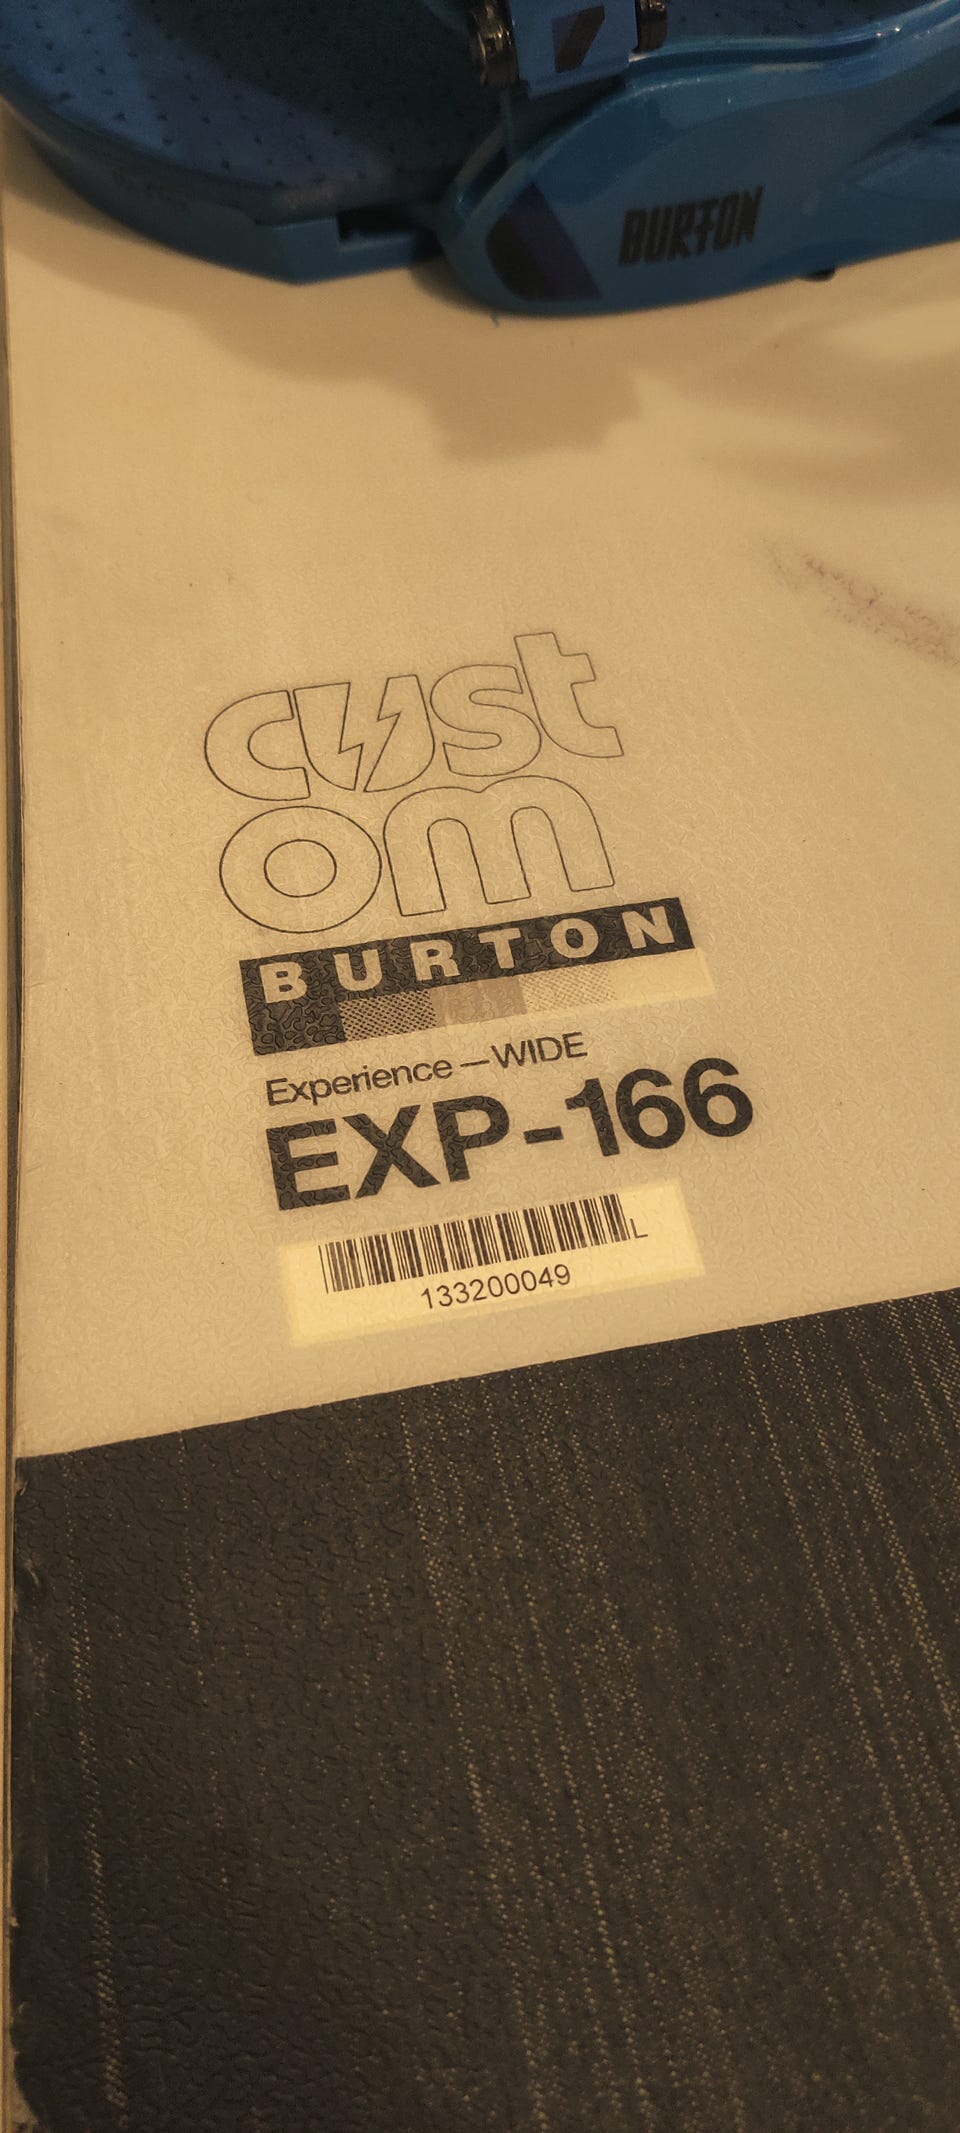 BURTON
cust
om
BURTON
Experience – WIDE
EXP-166
L
133200049